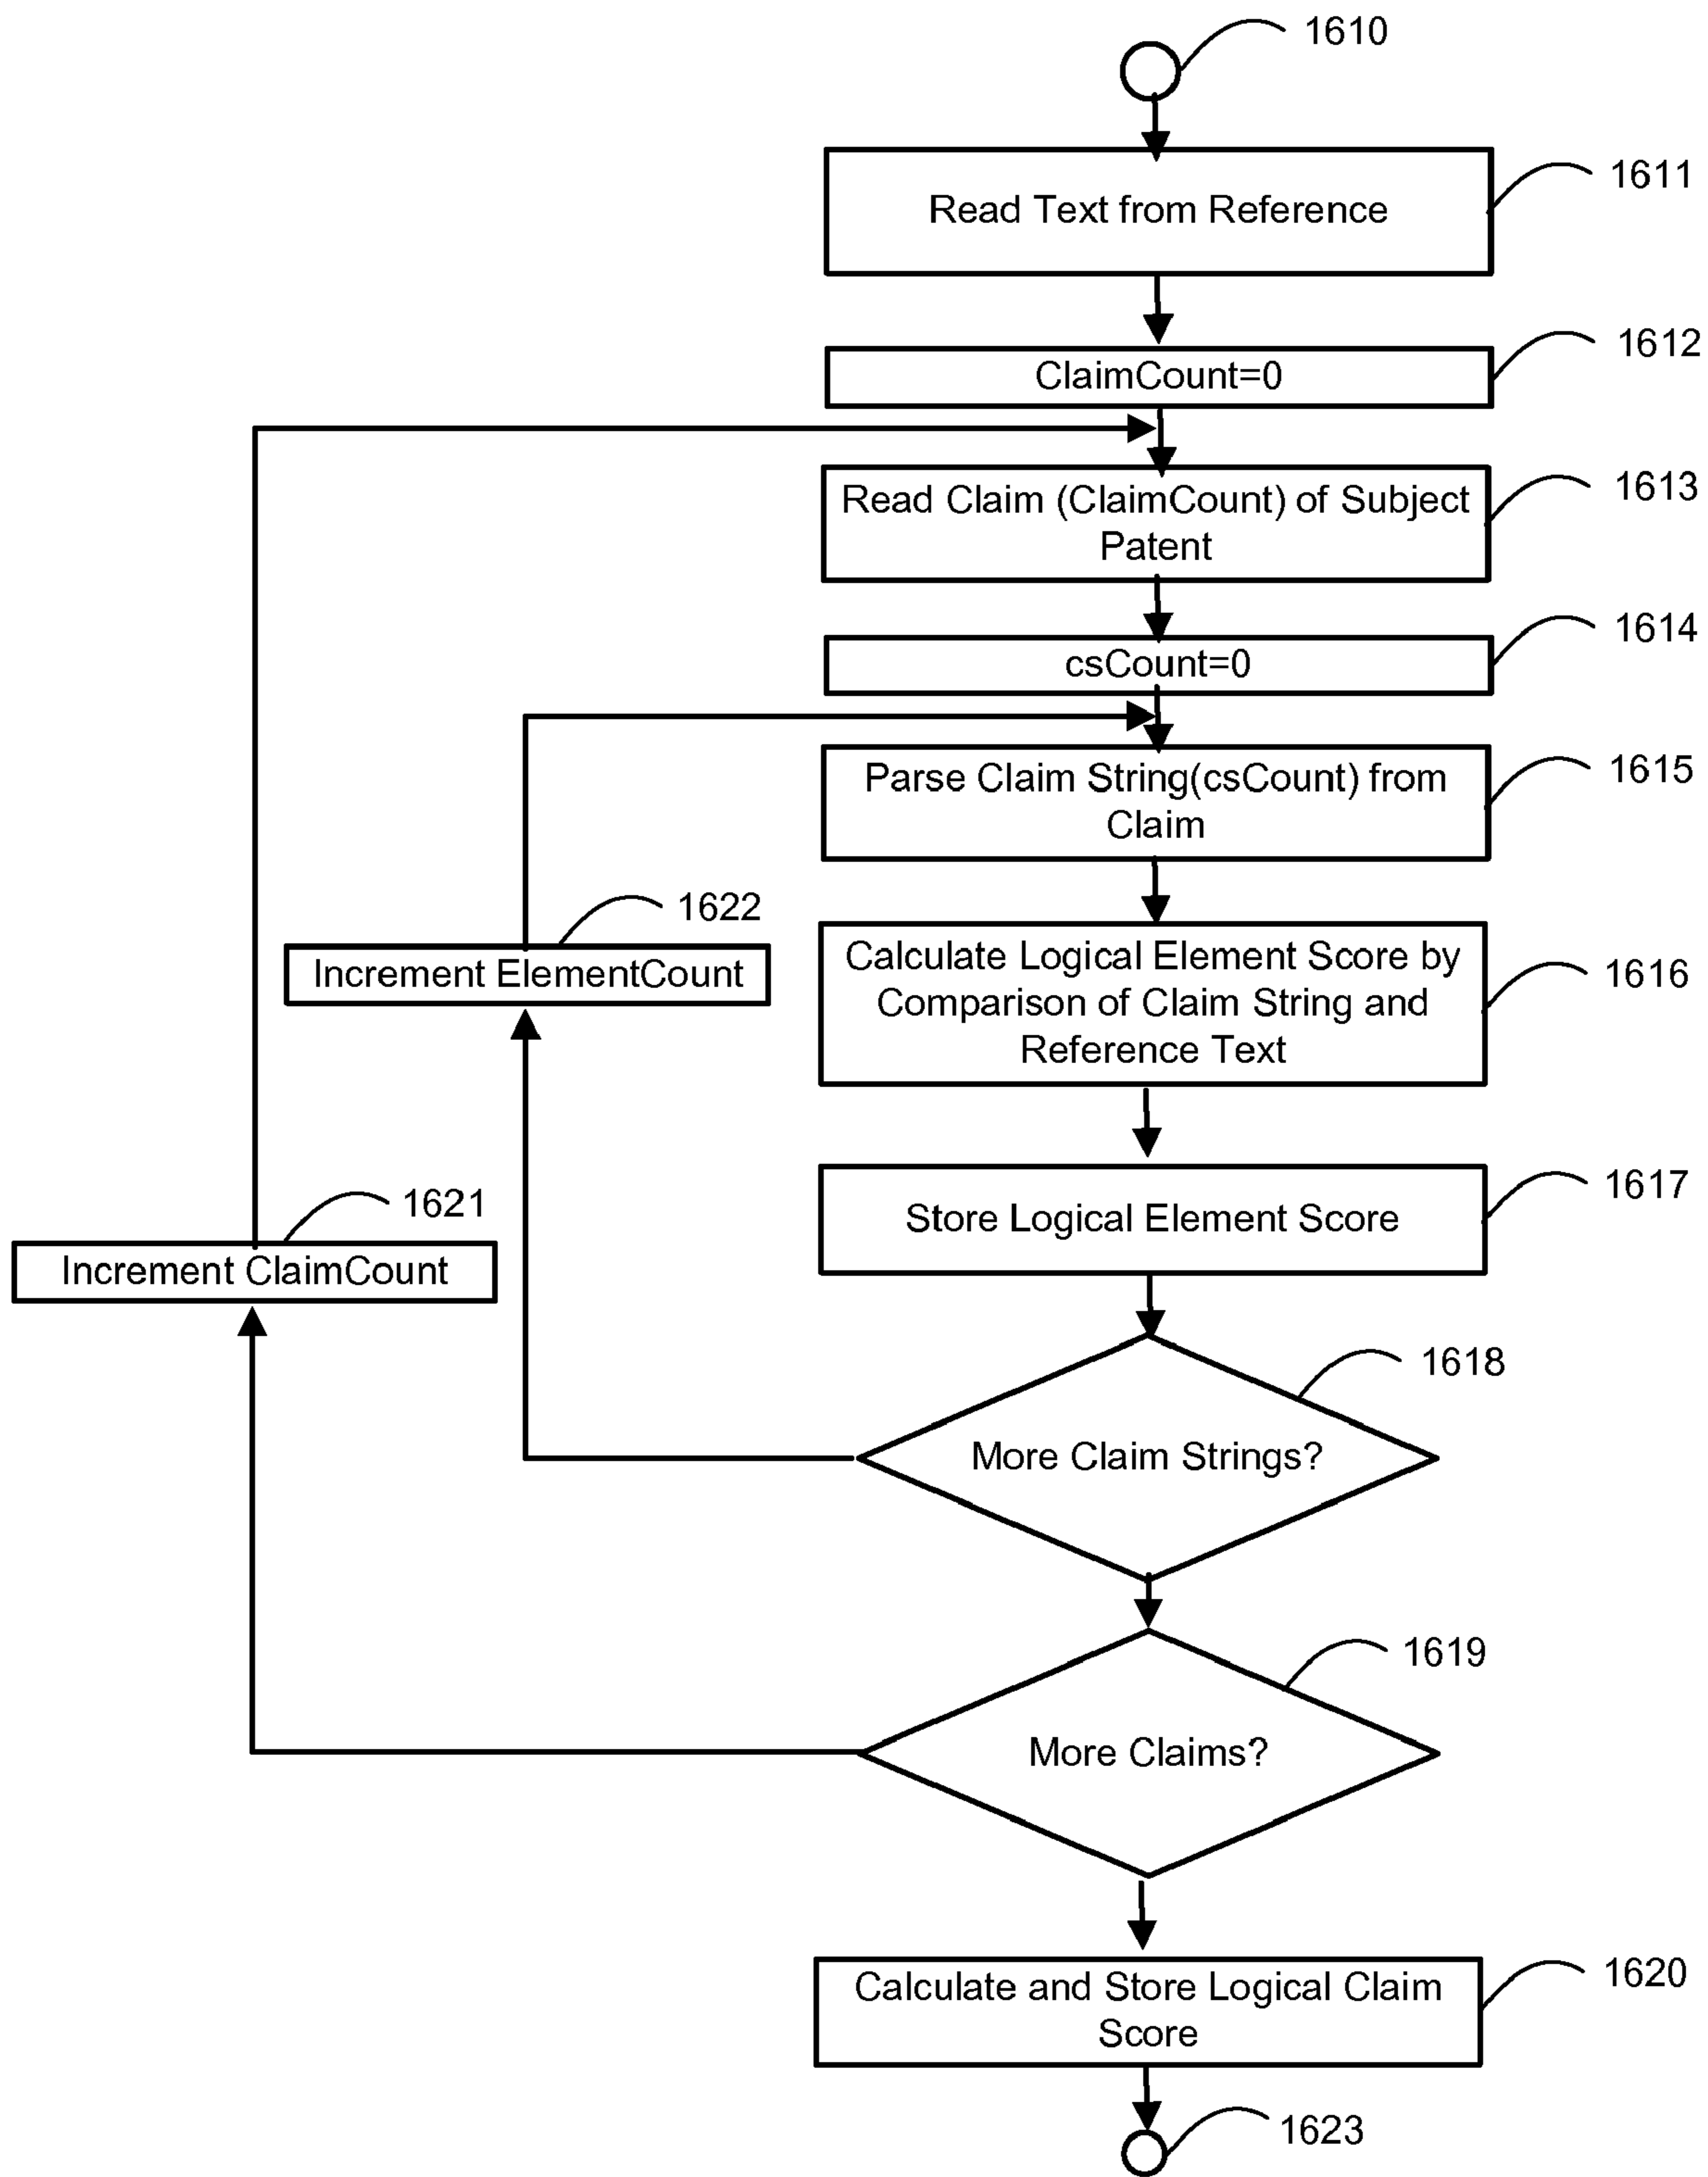 1610
1611
Read Text from Reference
1612
ClaimCount=0
1613
Read Claim (ClaimCount) of Subject
Patent
1614
csCount=0
1615
Parse Claim String(csCount) from
Claim
1622
Increment ElementCount
1616
Calculate Logical Element Score by
Comparison of Claim String and
Reference Text
1617
Store Logical Element Score
1621
Increment ClaimCount
1618
More Claim Strings?
1619
More Claims?
1620
Calculate and Store Logical Claim
Score
1623